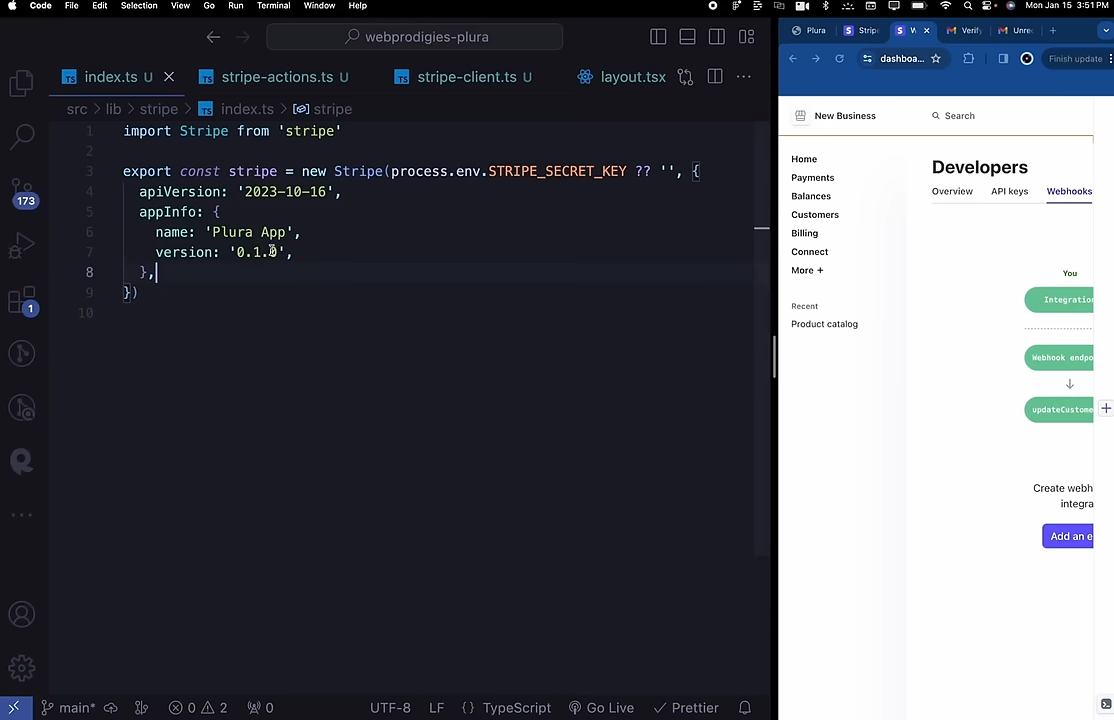 Code File Edit Selection View Go Run Terminal Window Help
Mon Jan 15 3:51 PM
webprodigies-plura
index.ts U stripe-actions.ts U stripe-client.ts U layout.tsx
src › lib › stripe › TS index.ts › stripe
1 import Stripe from 'stripe'
2
3 export const stripe = new Stripe(process.env.STRIPE_SECRET_KEY ?? '', {
4 apiVersion: '2023-10-16',
5 appInfo: {
6 name: 'Plura App',
7 version: '0.1.0',
8 },
9 })
10
173
1
main* 0 2 0 UTF-8 LF {} TypeScript Go Live Prettier
Plura Stripe W Verify Unre
dashboa... Finish update
New Business Search
Home
Payments
Balances
Customers
Billing
Connect
More +
Recent
Product catalog
Developers
Overview API keys Webhooks
You
Integration
Webhook endpo
updateCustome
Create webh
integra
Add an e